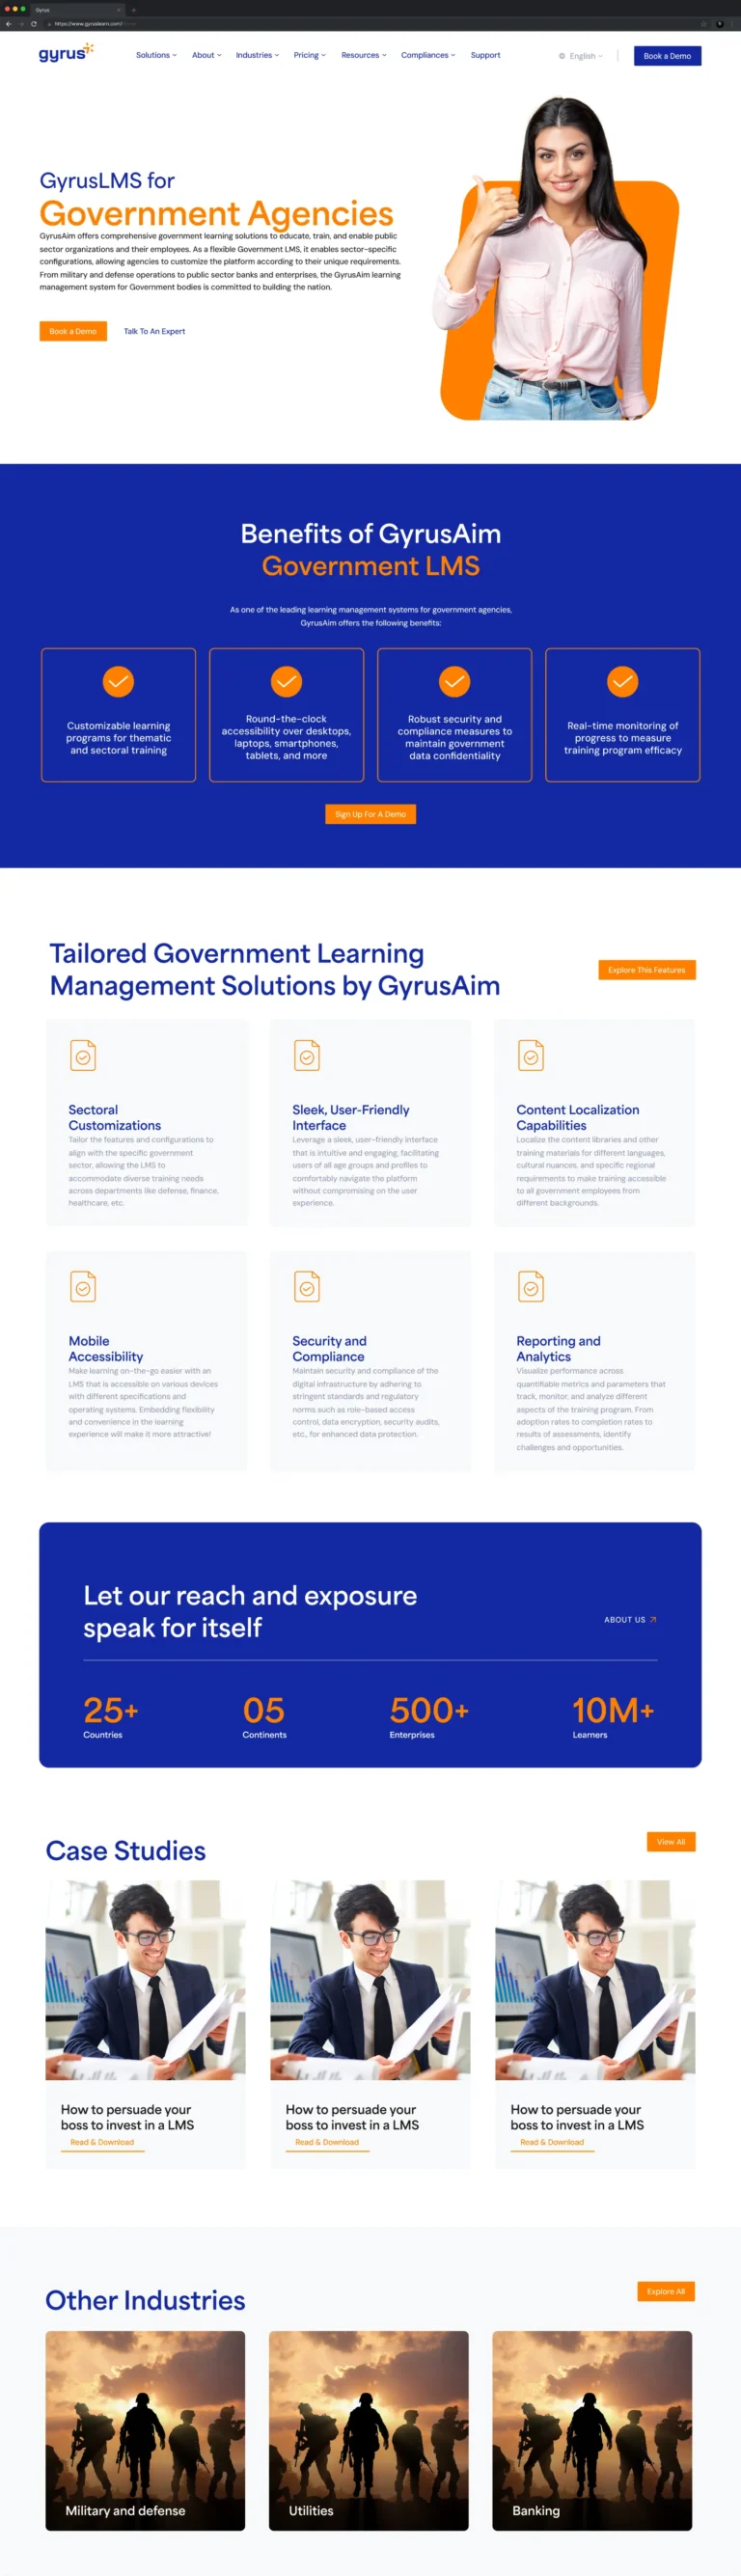 Gyrus
https://www.gyruslearn.com/
gyrus
Solutions
About
Industries
Pricing
Resources
Compliances
Support
English
Book a Demo
GyrusLMS for
Government Agencies
GyrusAim offers comprehensive government learning solutions to educate, train, and enable public
sector organizations and their employees. As a flexible Government LMS, it enables sector-specific
configurations, allowing agencies to customize the platform according to their unique requirements.
From military and defense operations to public sector banks and enterprises, the GyrusAim learning
management system for Government bodies is committed to building the nation.
Book a Demo
Talk To An Expert
Benefits of GyrusAim
Government LMS
As one of the leading learning management systems for government agencies,
GyrusAim offers the following benefits:
Customizable learning
programs for thematic
and sectoral training
Round-the-clock
accessibility over desktops,
laptops, smartphones,
tablets, and more
Robust security and
compliance measures to
maintain government
data confidentiality
Real-time monitoring of
progress to measure
training program efficacy
Sign Up For A Demo
Tailored Government Learning
Management Solutions by GyrusAim
Explore This Features
Sectoral
Customizations
Tailor the features and configurations to
align with the specific government
sector, allowing the LMS to
accommodate diverse training needs
across departments like defense, finance,
healthcare, etc.
Sleek, User-Friendly
Interface
Leverage a sleek, user-friendly interface
that is intuitive and engaging, facilitating
users of all age groups and profiles to
comfortably navigate the platform
without compromising on the user
experience.
Content Localization
Capabilities
Localize the content libraries and other
training materials for different languages,
cultural nuances, and specific regional
requirements to make training accessible
to all government employees from
different backgrounds.
Mobile
Accessibility
Make learning on-the-go easier with an
LMS that is accessible on various devices
with different specifications and
operating systems. Embedding flexibility
and convenience in the learning
experience will make it more attractive!
Security and
Compliance
Maintain security and compliance of the
digital infrastructure by adhering to
stringent standards and regulatory
norms such as role-based access
control, data encryption, security audits,
etc., for enhanced data protection.
Reporting and
Analytics
Visualize performance across
quantifiable metrics and parameters that
track, monitor, and analyze different
aspects of the training program. From
adoption rates to completion rates to
results of assessments, identify
challenges and opportunities.
Let our reach and exposure
speak for itself
ABOUT US
25+
Countries
05
Continents
500+
Enterprises
10M+
Learners
Case Studies
View All
How to persuade your
boss to invest in a LMS
Read & Download
How to persuade your
boss to invest in a LMS
Read & Download
How to persuade your
boss to invest in a LMS
Read & Download
Other Industries
Explore All
Military and defense
Utilities
Banking